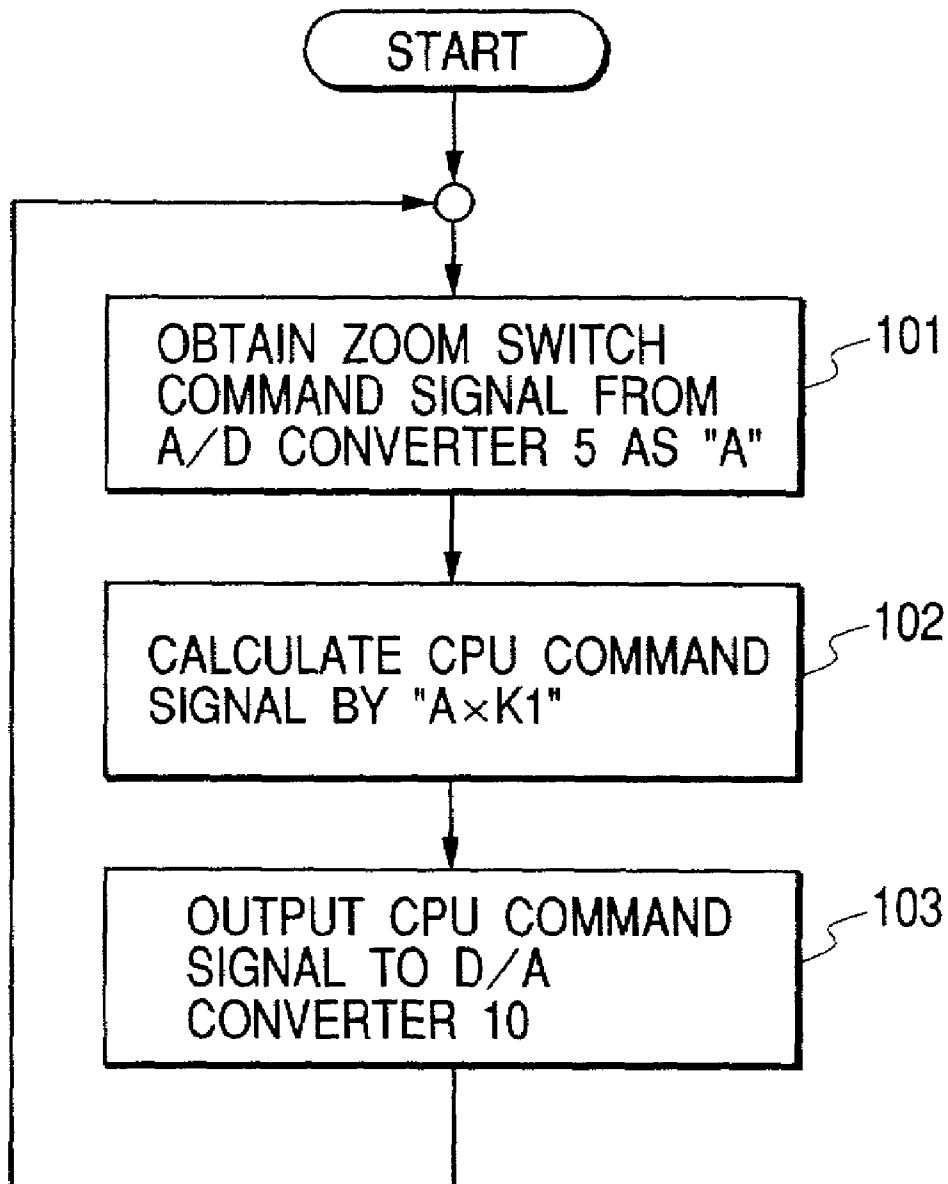 START
OBTAIN ZOOM SWITCH
COMMAND SIGNAL FROM
A/D CONVERTER 5 AS "A"
101
CALCULATE CPU COMMAND
SIGNAL BY "A×K1"
102
OUTPUT CPU COMMAND
SIGNAL TO D/A
CONVERTER 10
103